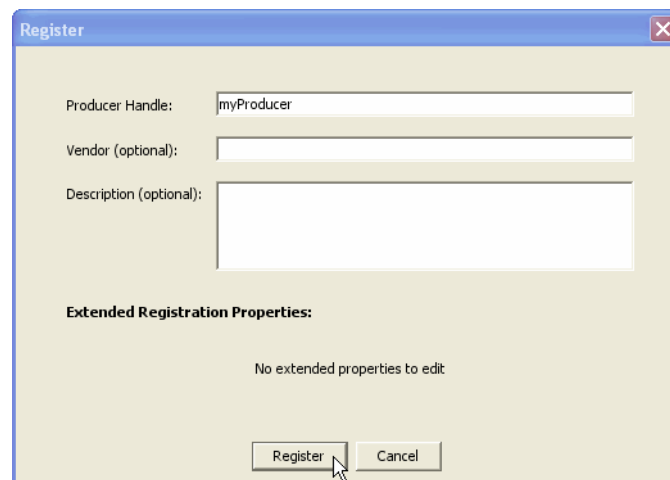 Register
Producer Handle: myProducer
Vendor (optional):
Description (optional):
Extended Registration Properties:
No extended properties to edit
Register Cancel